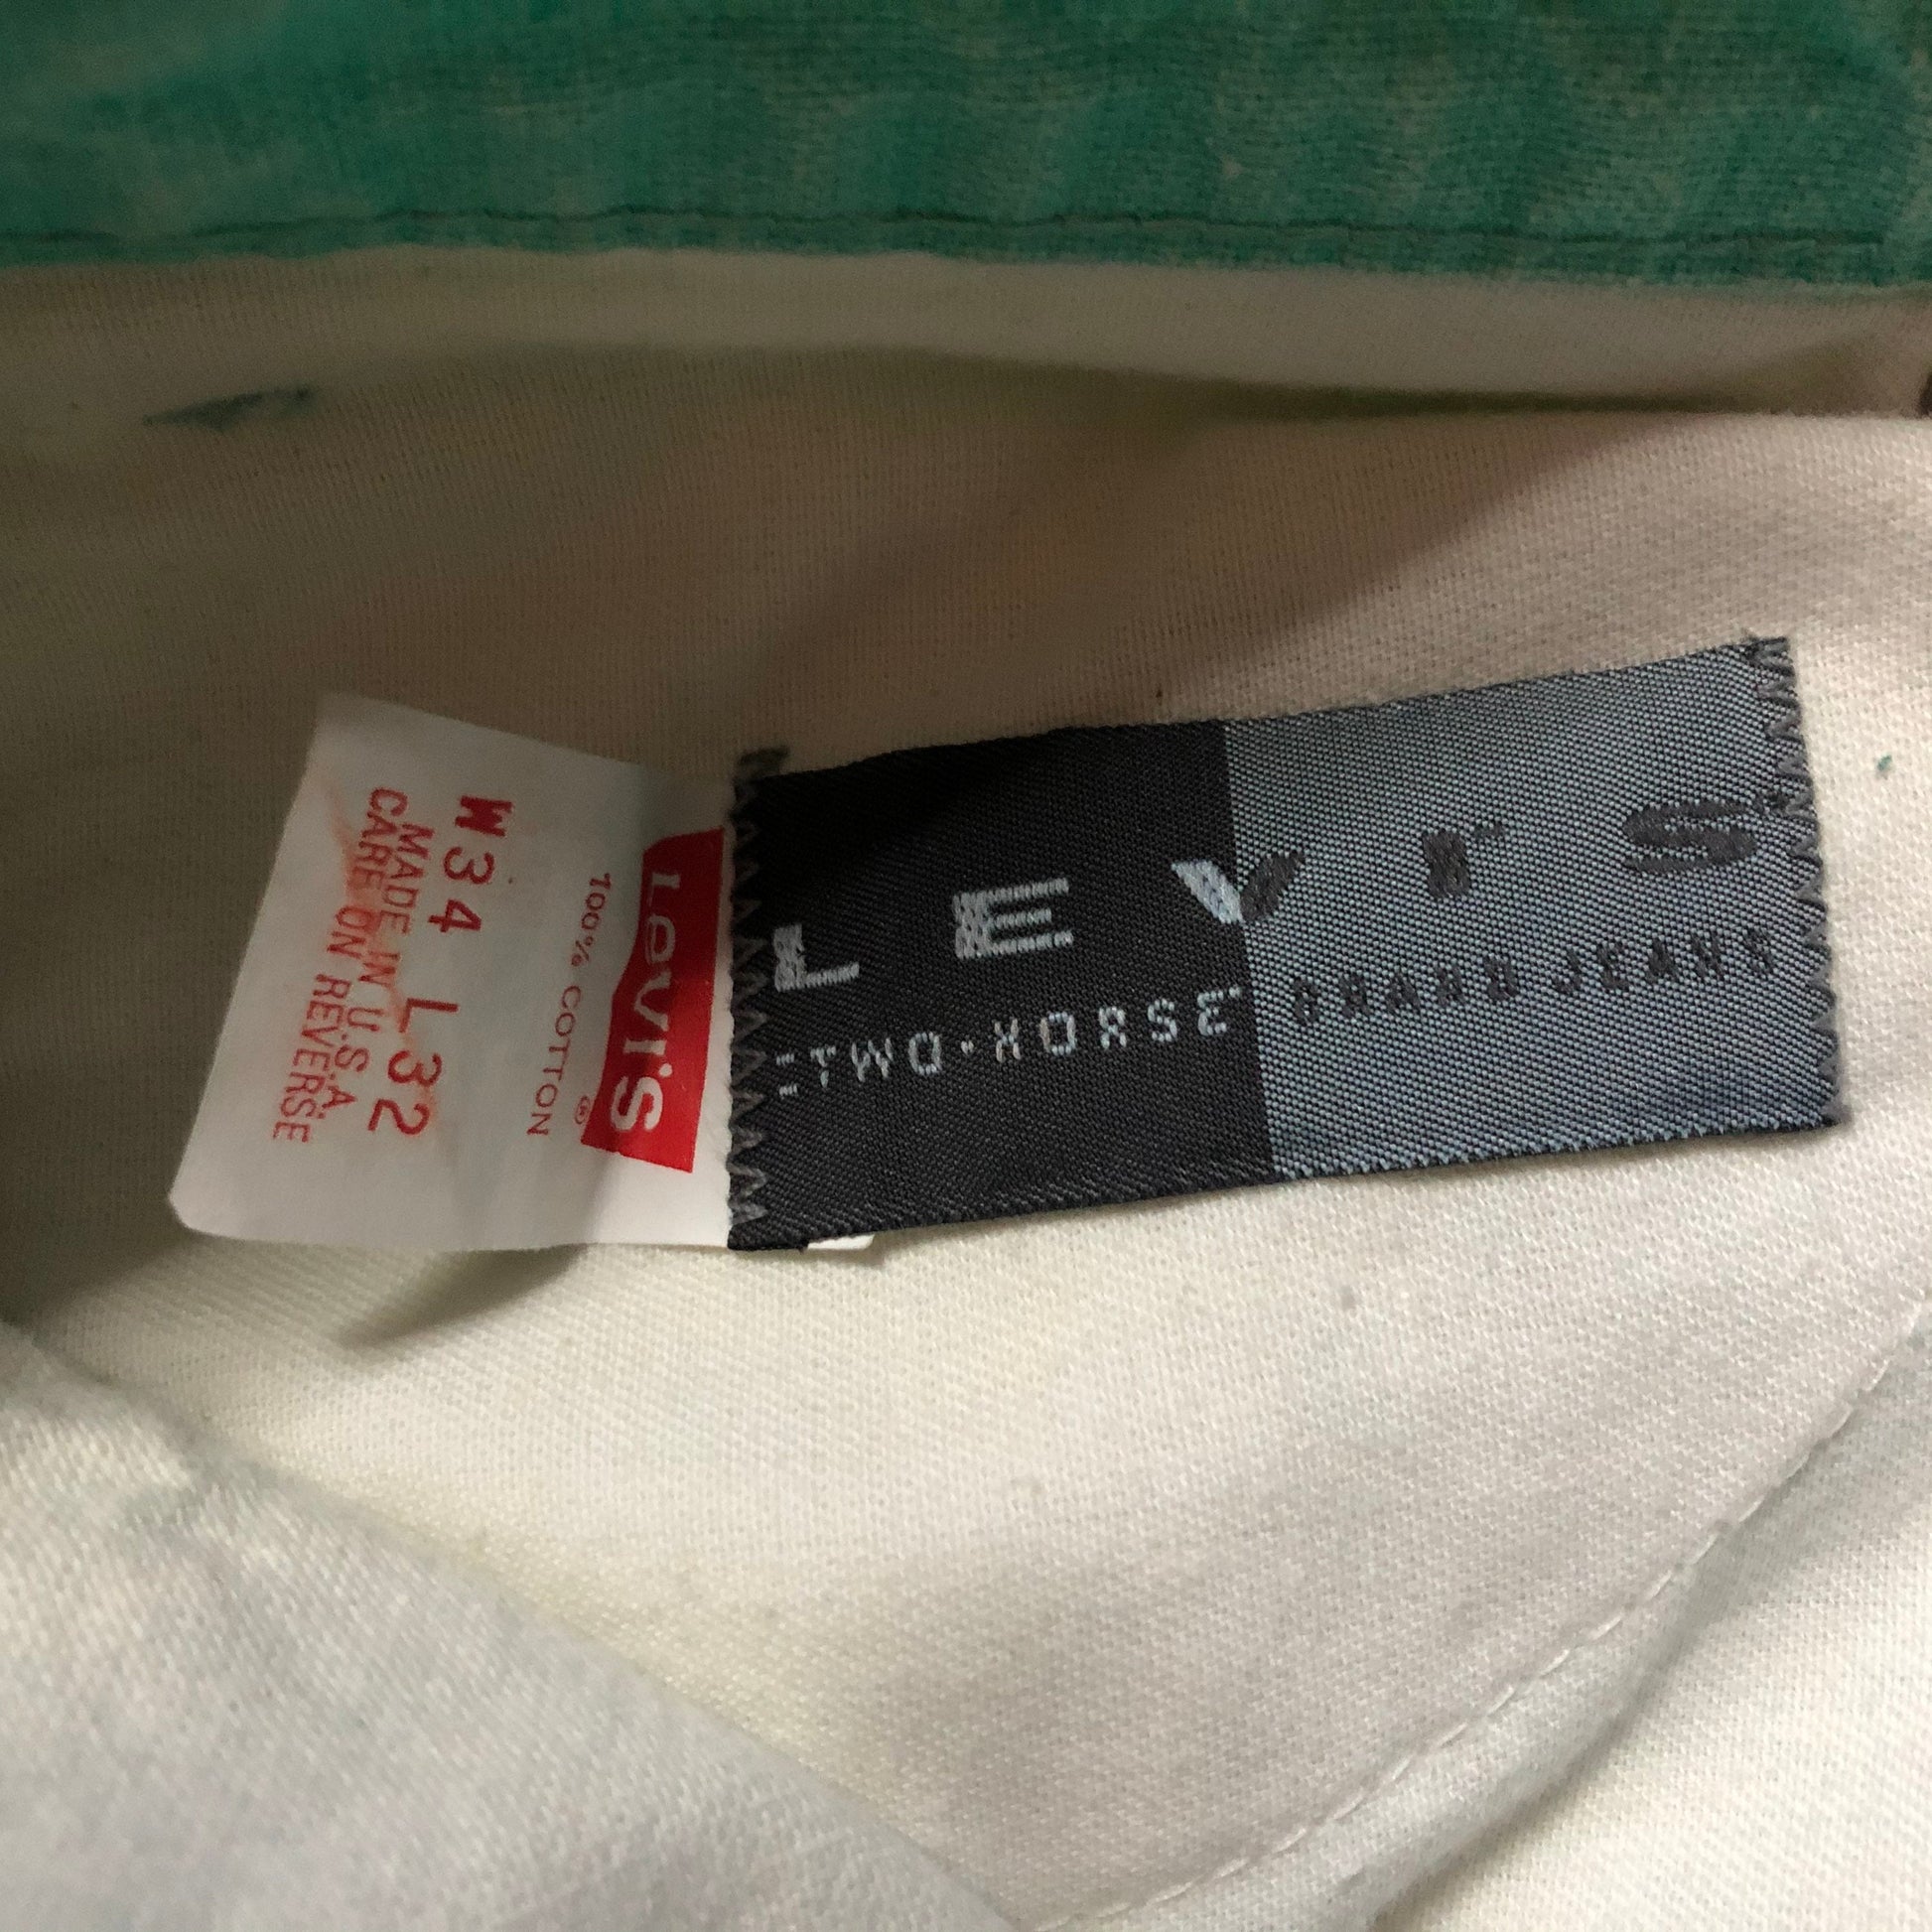 LEVI'S
TWO·HORSE BRAND JEANS
Levi's®
100% COTTON
W34 L32
MADE IN U.S.A
CARE ON REVERSE